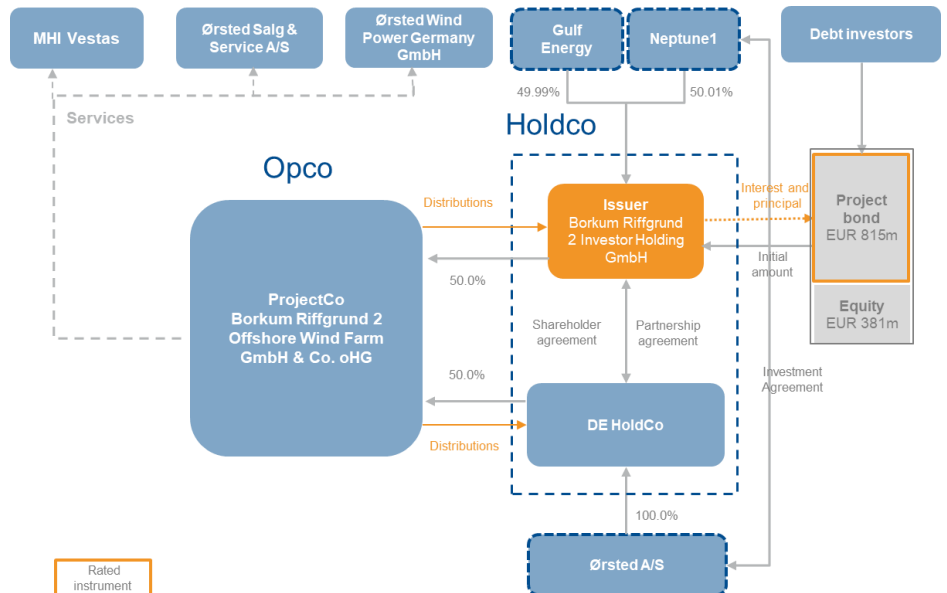 MHI Vestas
Ørsted Salg &
Service A/S
Ørsted Wind
Power Germany
GmbH
Gulf
Energy
Neptune1
Debt investors
49.99%
50.01%
Services
Holdco
Opco
Distributions
Issuer
Borkum Riffgrund
2 Investor Holding
GmbH
Interest and
principal
Project
bond
EUR 815m
Initial
amount
50.0%
ProjectCo
Borkum Riffgrund 2
Offshore Wind Farm
GmbH & Co. oHG
Equity
EUR 381m
Shareholder
agreement
Partnership
agreement
50.0%
Investment
Agreement
DE HoldCo
Distributions
100.0%
Ørsted A/S
Rated
instrument